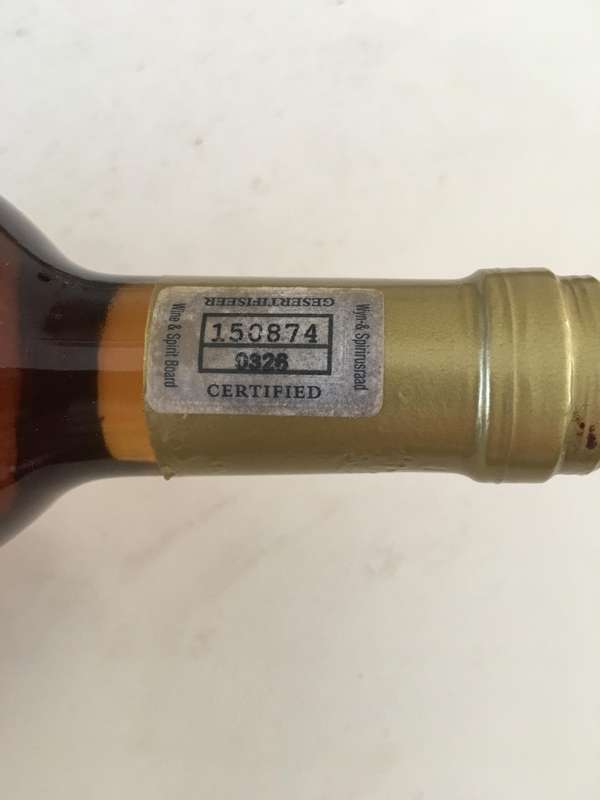 GESERTIFISEER
Wine & Spirit Board
150874
0326
CERTIFIED
Wyn-& Spiritusraad